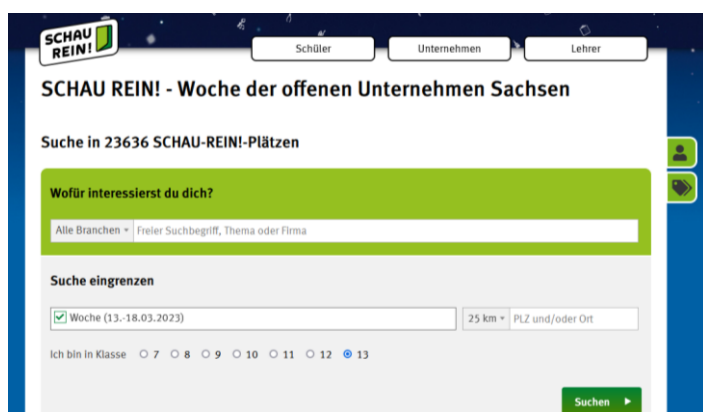 SCHAU
REIN!
Schüler Unternehmen Lehrer
SCHAU REIN! - Woche der offenen Unternehmen Sachsen
Suche in 23636 SCHAU-REIN!-Plätzen
Wofür interessierst du dich?
Alle Branchen Freier Suchbegriff, Thema oder Firma
Suche eingrenzen
Woche (13.-18.03.2023) 25 km PLZ und/oder Ort
Ich bin in Klasse 7 8 9 10 11 12 13
Suchen